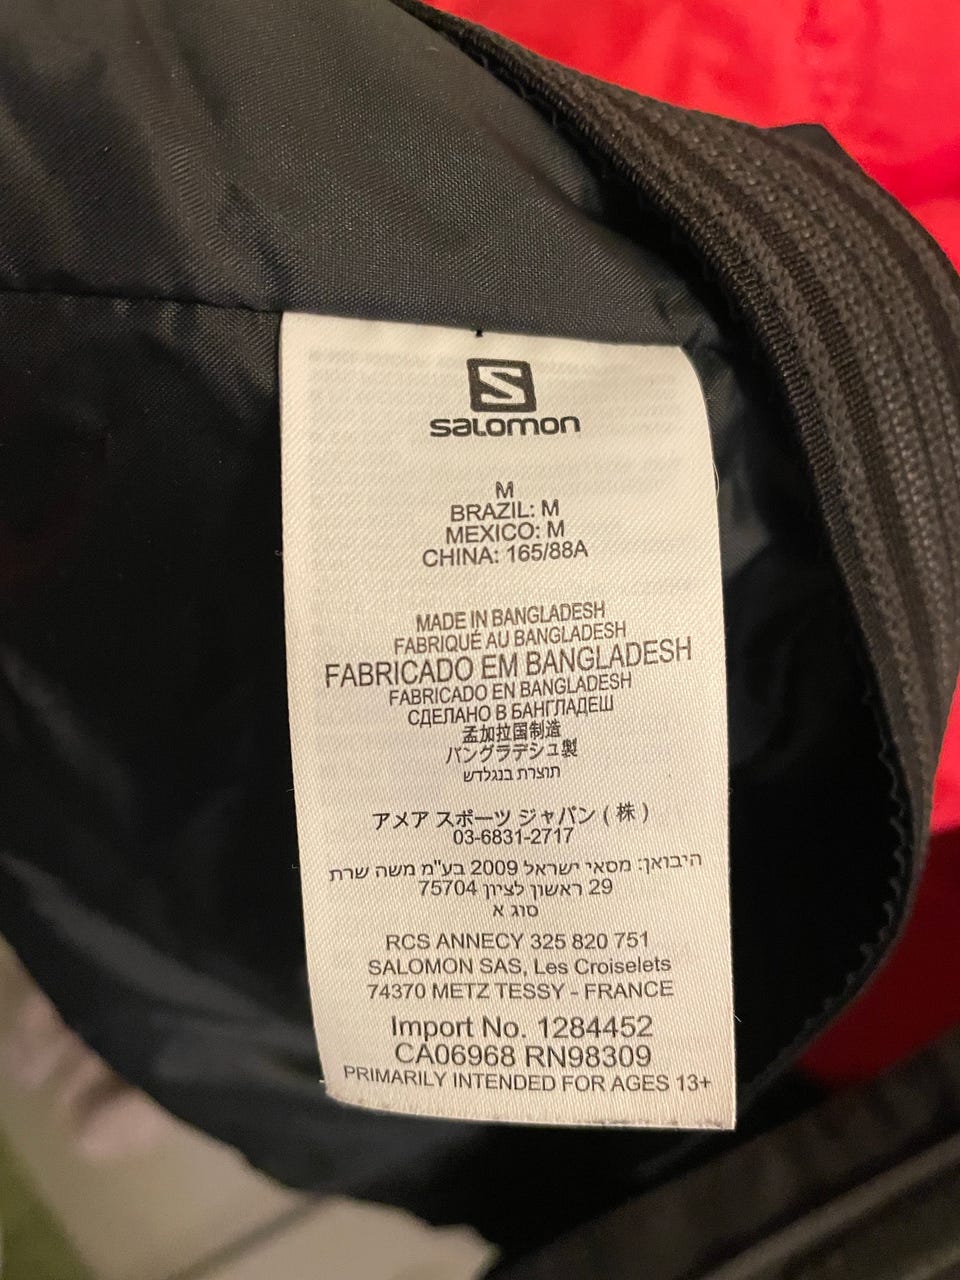 S
salomon
M
BRAZIL: M
MEXICO: M
CHINA: 165/88A
MADE IN BANGLADESH
FABRIQUÉ AU BANGLADESH
FABRICADO EM BANGLADESH
FABRICADO EN BANGLADESH
СДЕЛАНО В БАНГЛАДЕШ
孟加拉国制造
バングラデシュ製
תוצרת בנגלדש
アメア スポーツ ジャパン ( 株 )
03-6831-2717
היבואן: מסאי ישראל 2009 בע"מ משה שרת
29 ראשון לציון 75704
סוג א
RCS ANNECY 325 820 751
SALOMON SAS, Les Croiselets
74370 METZ TESSY - FRANCE
Import No. 1284452
CA06968 RN98309
PRIMARILY INTENDED FOR AGES 13+